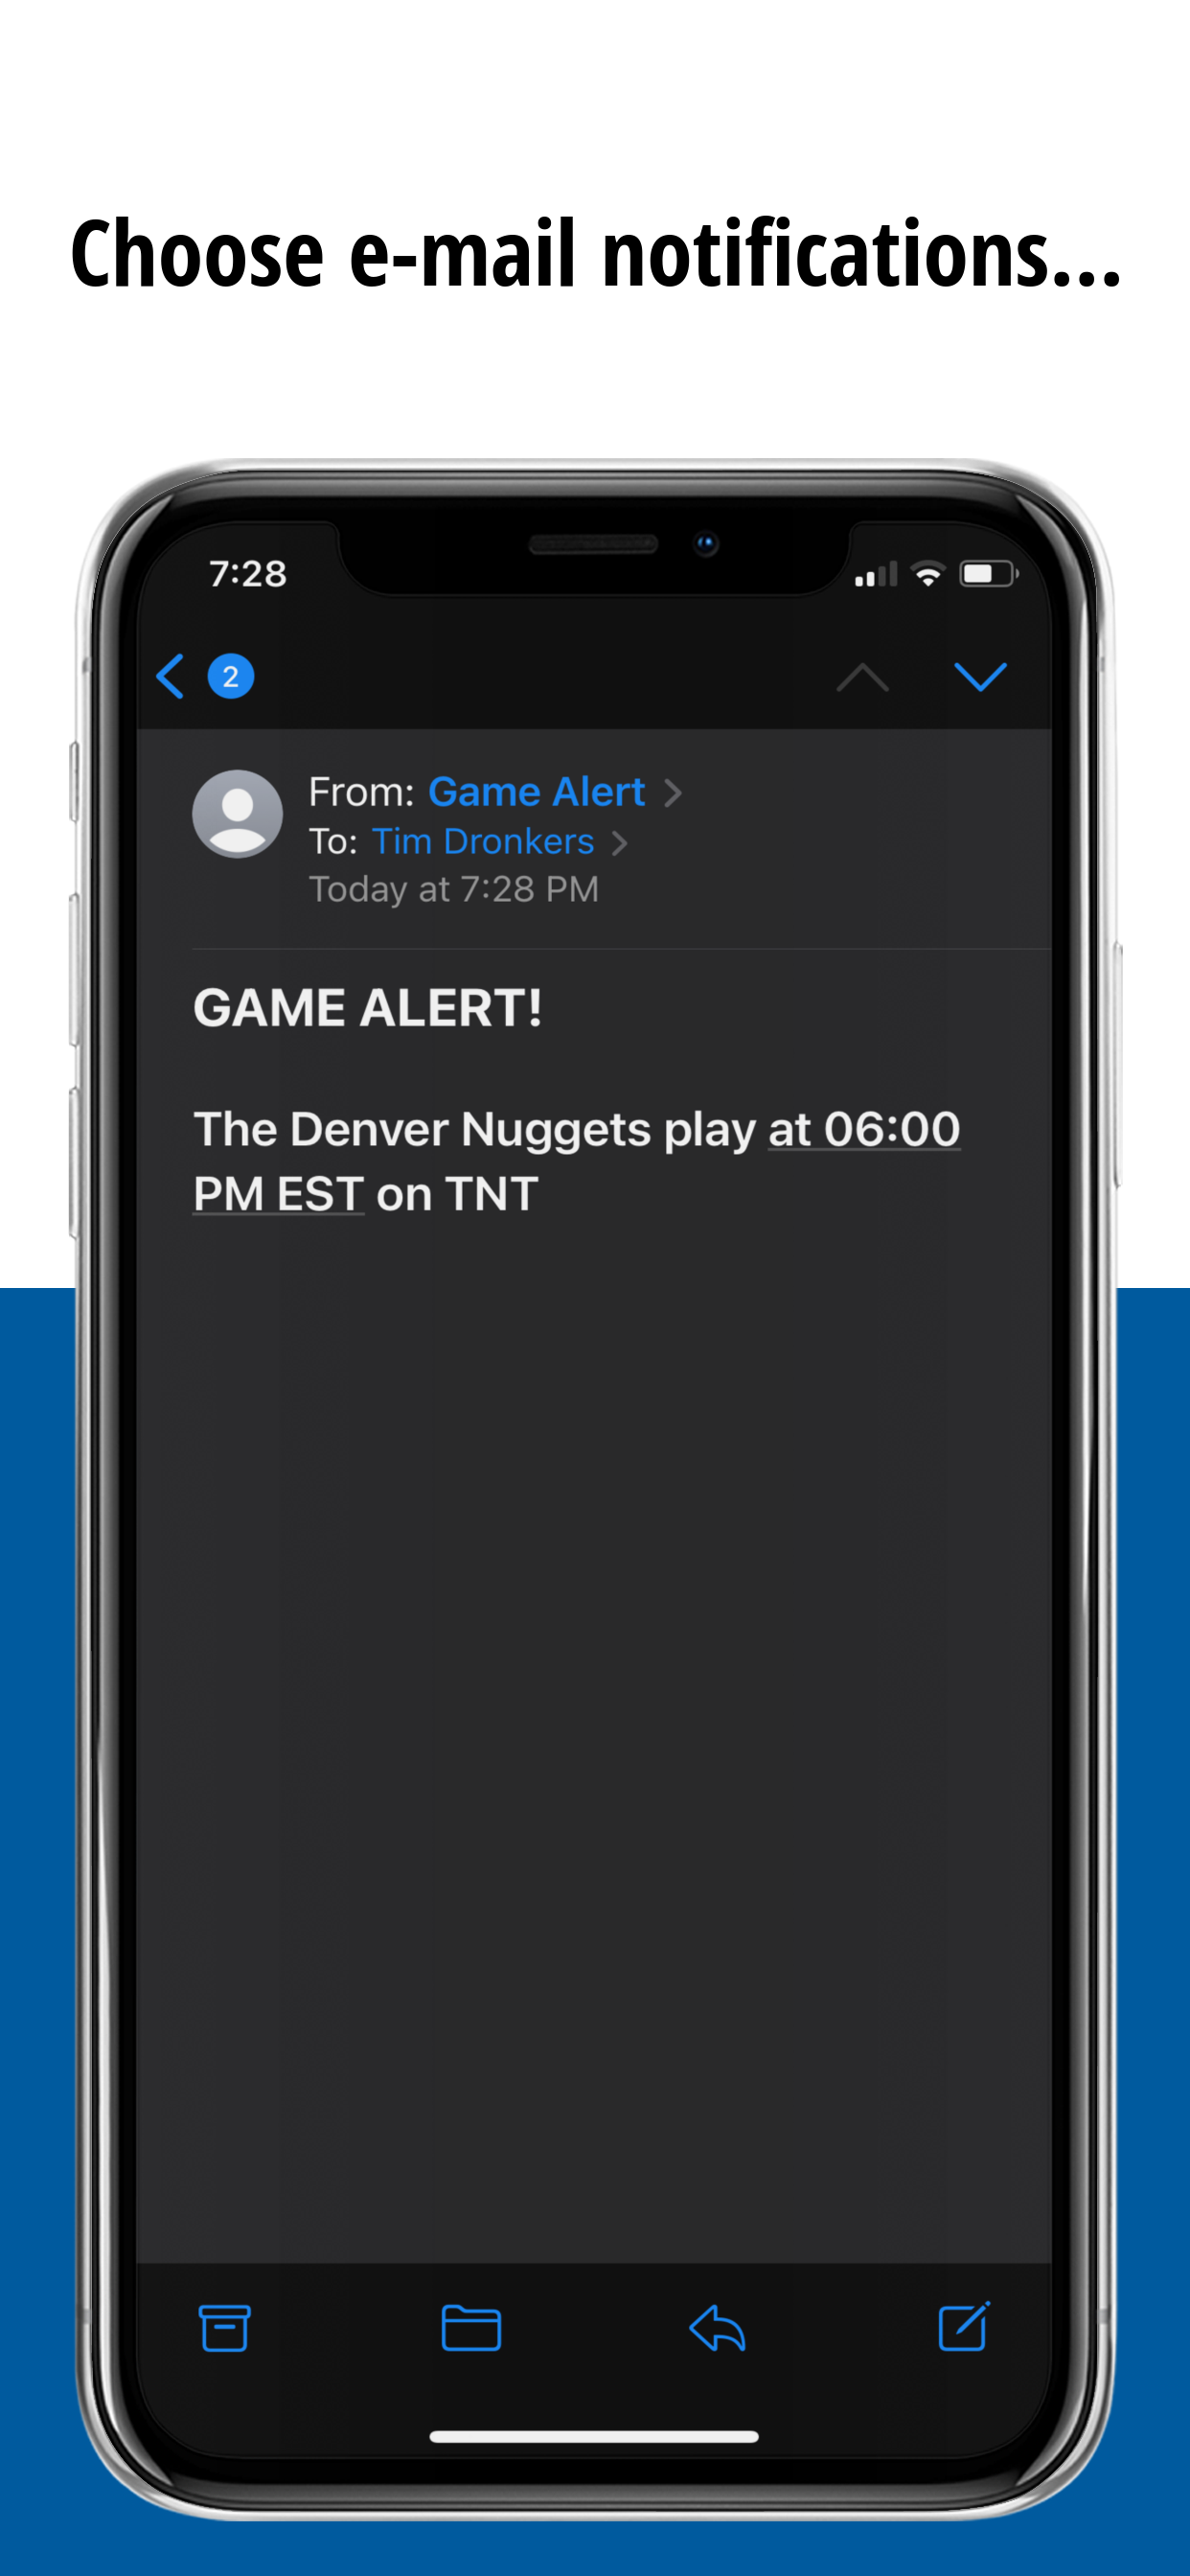 Choose e-mail notifications...
7:28
2
From: Game Alert
To: Tim Dronkers
Today at 7:28 PM
GAME ALERT!
The Denver Nuggets play at 06:00
PM EST on TNT